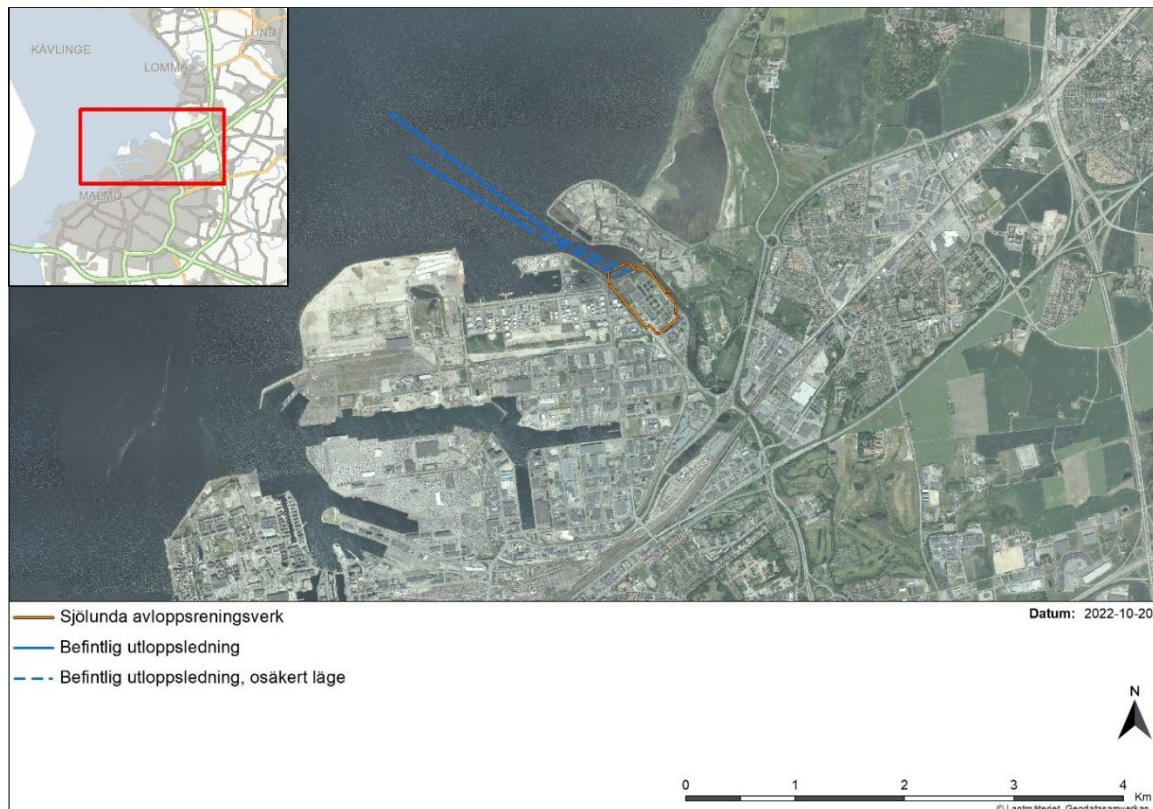 KÄVLINGE
LUND
LOMMA
MALMÖ
Sjölunda avloppsreningsverk
Datum: 2022-10-20
Befintlig utloppsledning
Befintlig utloppsledning, osäkert läge
N
0 1 2 3 4
Km
© Lantmäteriet, Geodatasamverkan